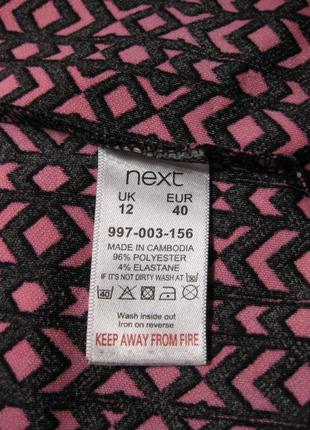 next
UK EUR
12 40
997-003-156
MADE IN CAMBODIA
96% POLYESTER
4% ELASTANE
IF IT'S NOT DIRTY WASH AT 30
40
Wash inside out
Iron on reverse
KEEP AWAY FROM FIRE